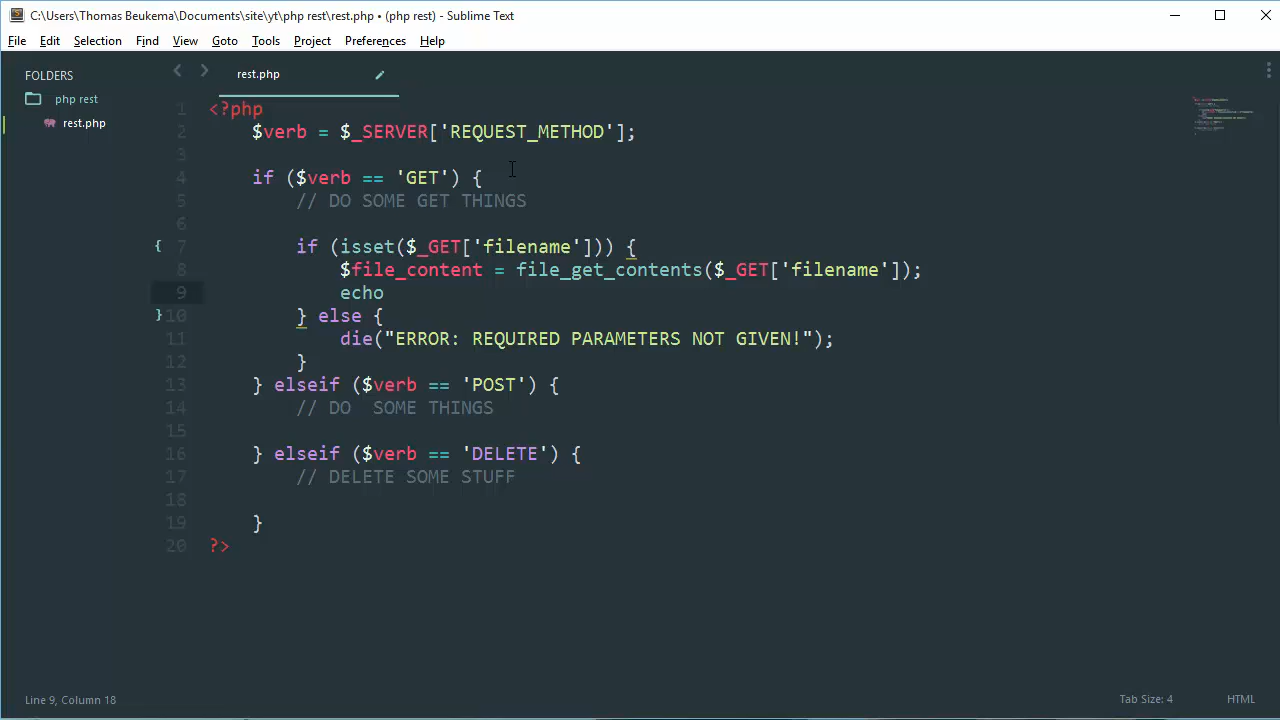 C:\Users\Thomas Beukema\Documents\site\yt\php rest\rest.php • (php rest) - Sublime Text
File Edit Selection Find View Goto Tools Project Preferences Help
FOLDERS
php rest
rest.php
rest.php
1 <?php
2 $verb = $_SERVER['REQUEST_METHOD'];
3
4 if ($verb == 'GET') {
5 // DO SOME GET THINGS
6
7 if (isset($_GET['filename'])) {
8 $file_content = file_get_contents($_GET['filename']);
9 echo
10 } else {
11 die("ERROR: REQUIRED PARAMETERS NOT GIVEN!");
12 }
13 } elseif ($verb == 'POST') {
14 // DO  SOME THINGS
15
16 } elseif ($verb == 'DELETE') {
17 // DELETE SOME STUFF
18
19 }
20 ?>
Line 9, Column 18
Tab Size: 4
HTML